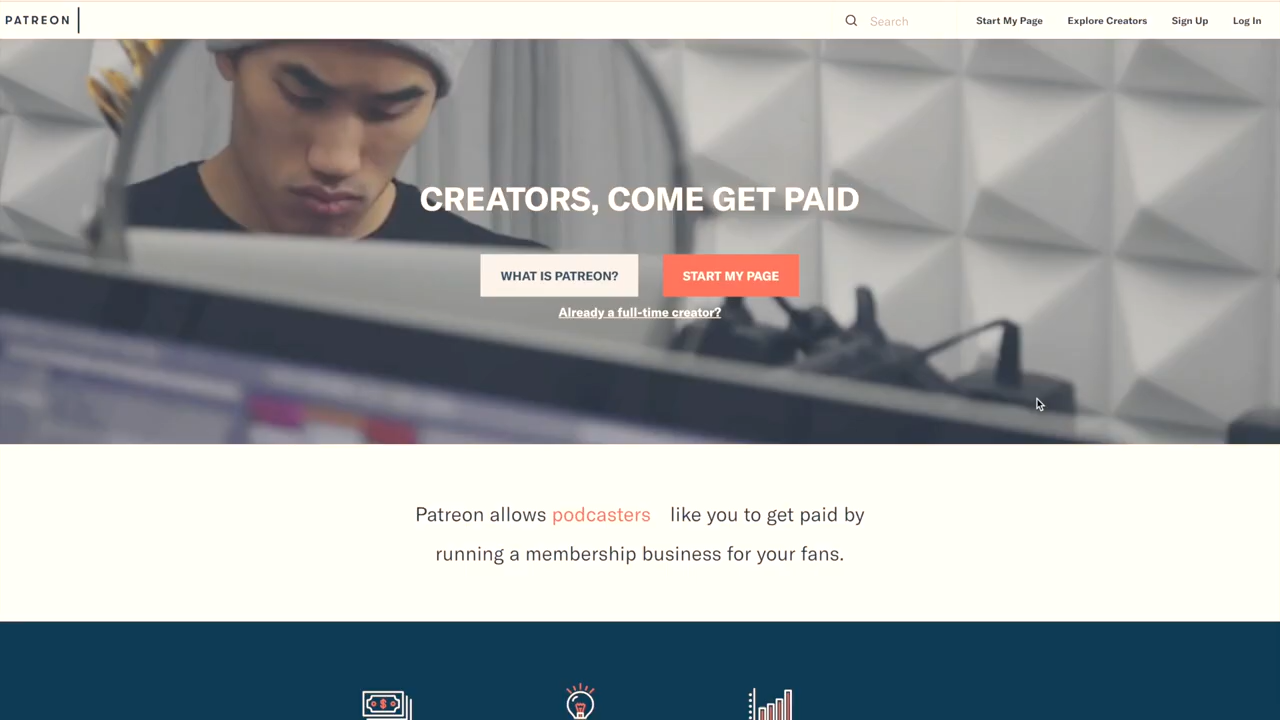 PATREON
Search
Start My Page
Explore Creators
Sign Up
Log In
CREATORS, COME GET PAID
WHAT IS PATREON?
START MY PAGE
Already a full-time creator?
Patreon allows podcasters like you to get paid by
running a membership business for your fans.